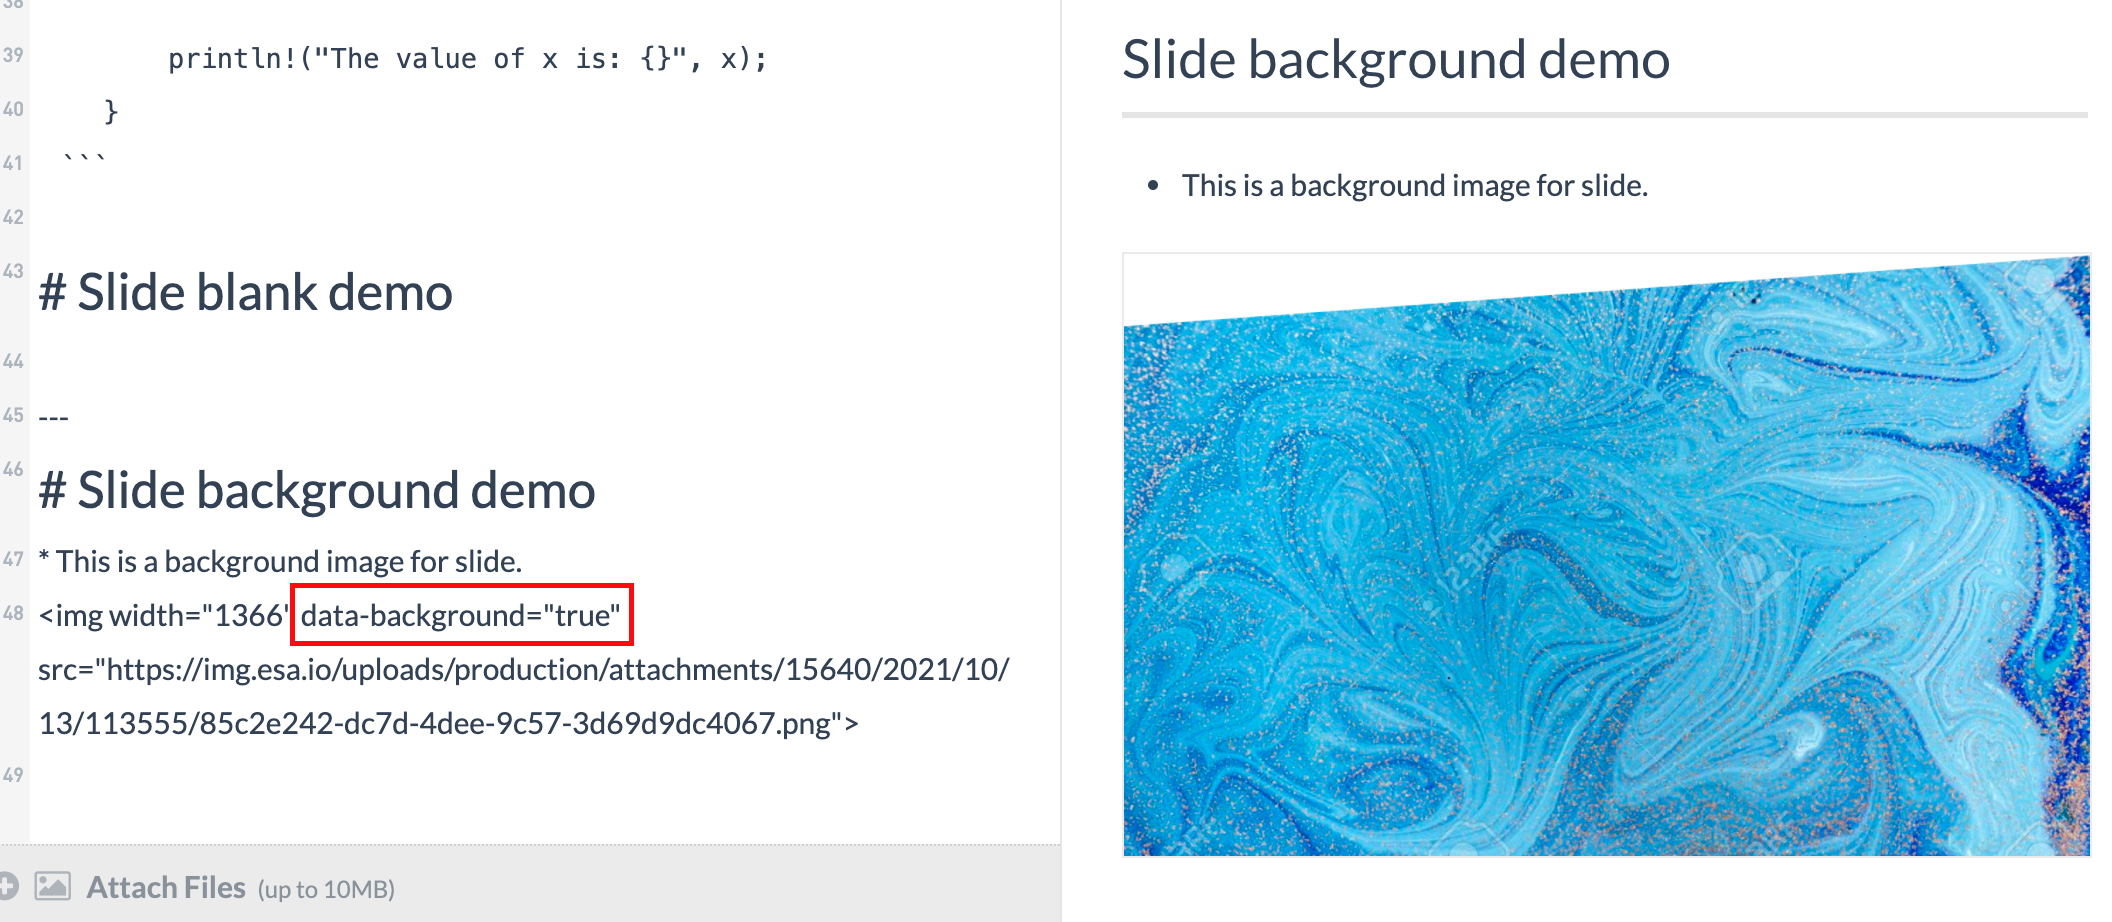 38
39 println!("The value of x is: {}", x);
40 }
41 ```
42
43 # Slide blank demo
44
45 ---
46 # Slide background demo
47 * This is a background image for slide.
48 <img width="1366" data-background="true"
src="https://img.esa.io/uploads/production/attachments/15640/2021/10/
13/113555/85c2e242-dc7d-4dee-9c57-3d69d9dc4067.png">
49
Attach Files (up to 10MB)
Slide background demo
• This is a background image for slide.
123RF